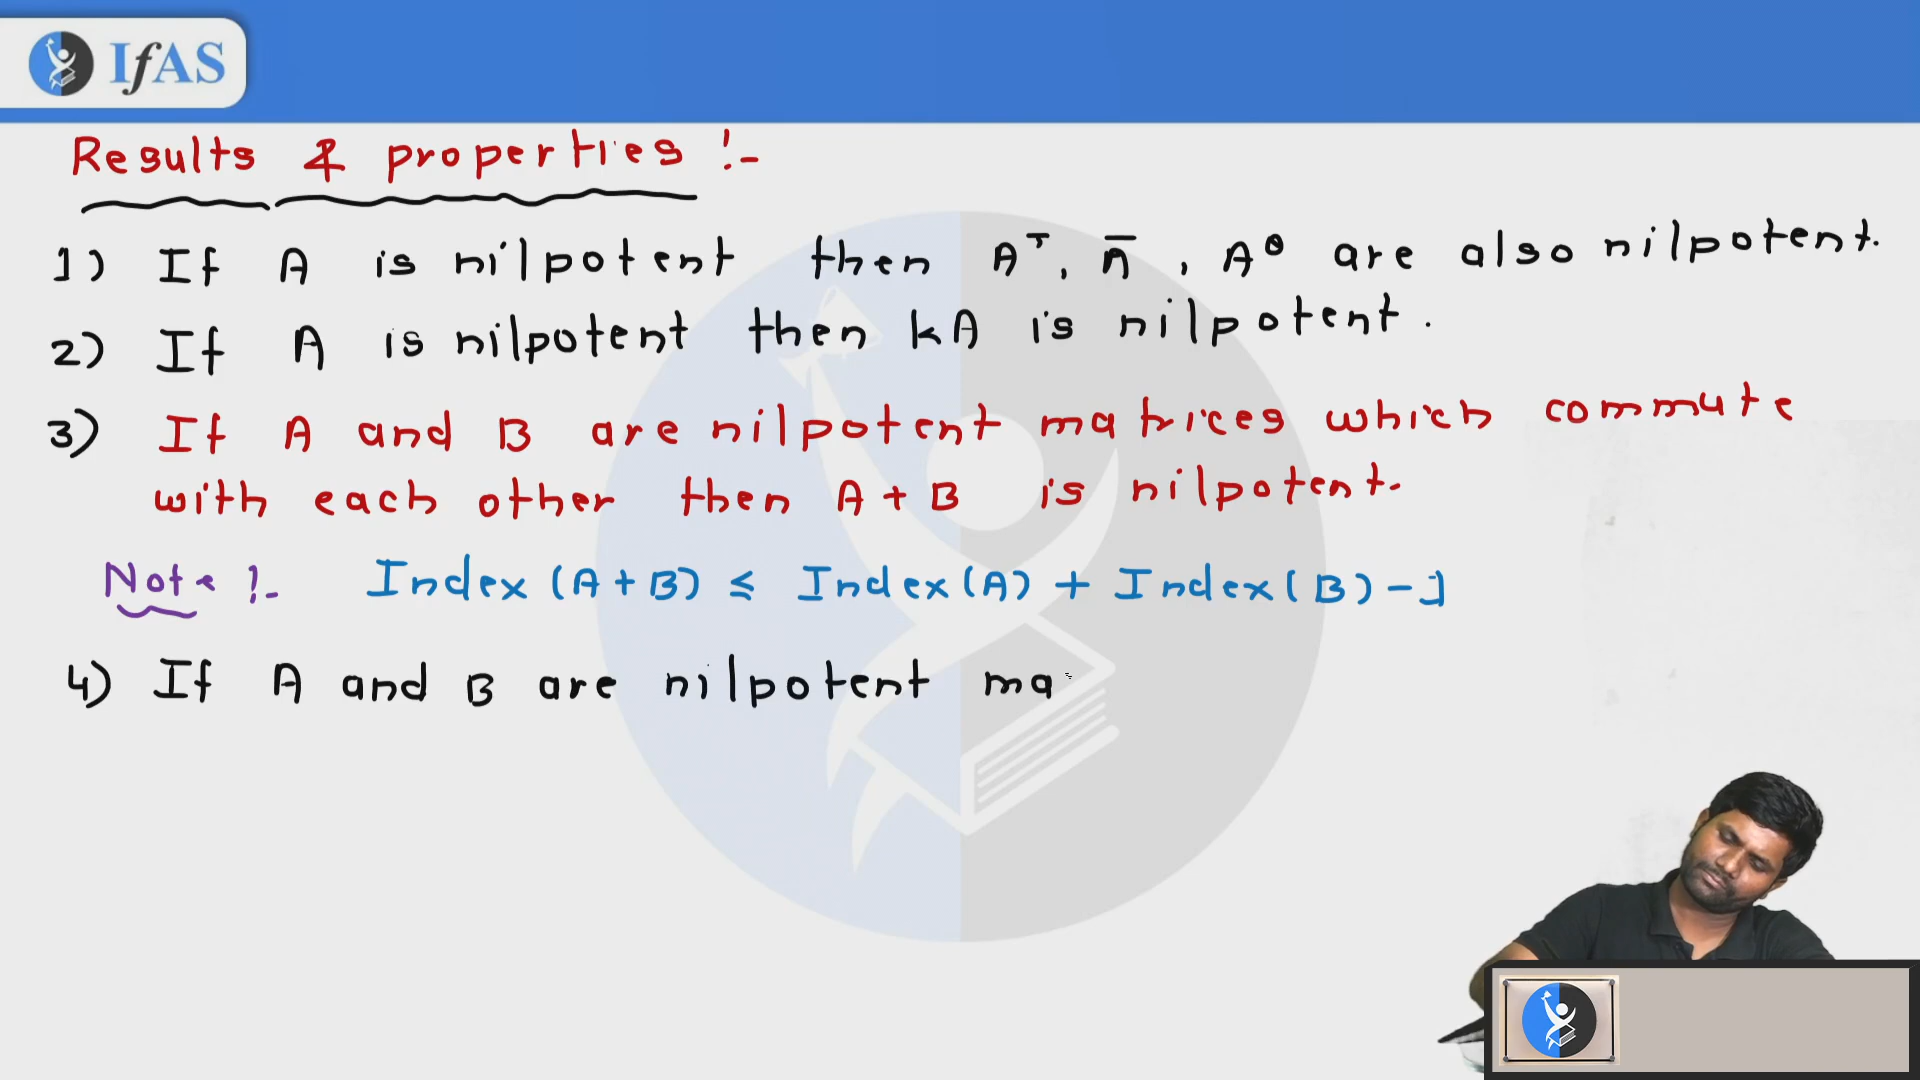 IfAS
Results & properties :-
1) If A is nilpotent then Aᵀ, Ā, A^θ are also nilpotent.
2) If A is nilpotent then kA is nilpotent.
3) If A and B are nilpotent matrices which commute
with each other then A + B is nilpotent.
Note :- Index (A + B) ≤ Index (A) + Index (B) - 1
4) If A and B are nilpotent ma